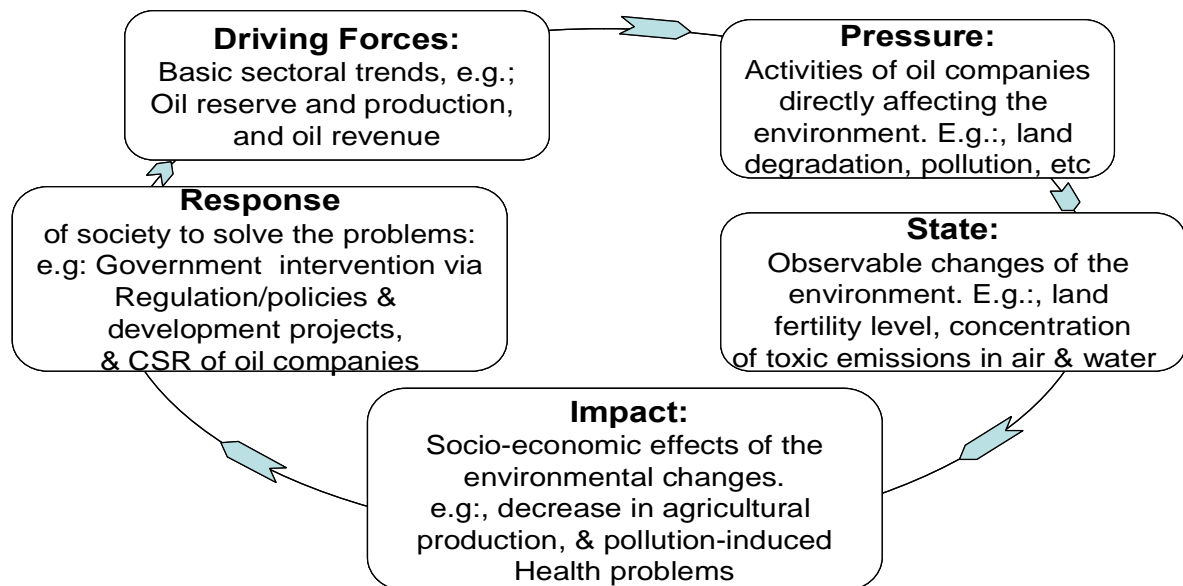 Driving Forces:
Basic sectoral trends, e.g.;
Oil reserve and production,
and oil revenue
Pressure:
Activities of oil companies
directly affecting the
environment. E.g.:, land
degradation, pollution, etc
State:
Observable changes of the
environment. E.g.:, land
fertility level, concentration
of toxic emissions in air & water
Impact:
Socio-economic effects of the
environmental changes.
e.g:, decrease in agricultural
production, & pollution-induced
Health problems
Response
of society to solve the problems:
e.g: Government intervention via
Regulation/policies &
development projects,
& CSR of oil companies